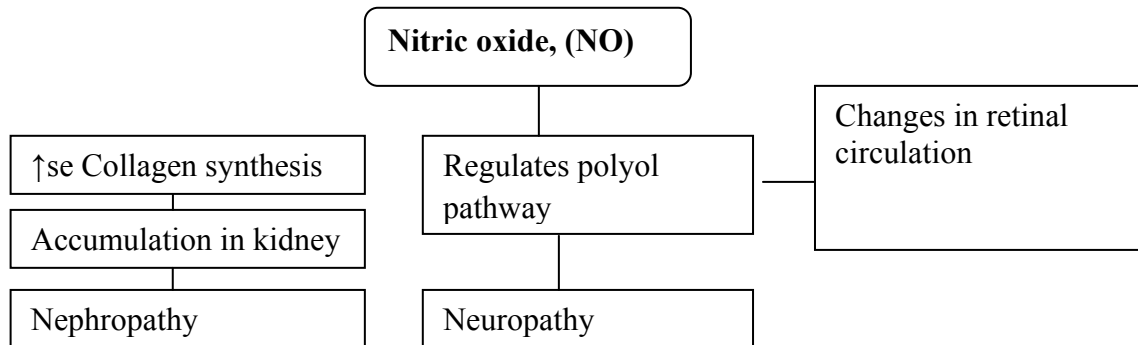 Nitric oxide, (NO)
Changes in retinal
circulation
↑se Collagen synthesis
Regulates polyol
pathway
Accumulation in kidney
Nephropathy
Neuropathy